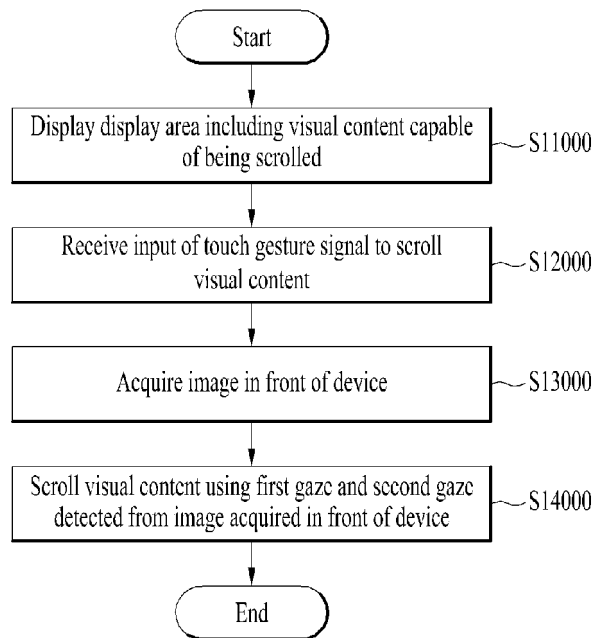 Start
Display display area including visual content capable
of being scrolled
S11000
Receive input of touch gesture signal to scroll
visual content
S12000
Acquire image in front of device
S13000
Scroll visual content using first gaze and second gaze
detected from image acquired in front of device
S14000
End